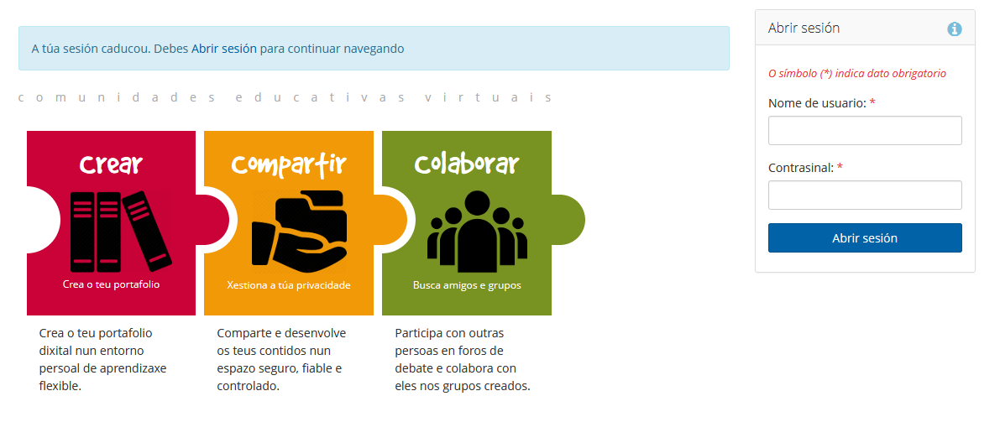 A túa sesión caducou. Debes Abrir sesión para continuar navegando
comunidades educativas virtuais
Crear
Crea o teu portafolio
Crea o teu portafolio
dixital nun entorno
persoal de aprendizaxe
flexible.
Compartir
Xestiona a túa privacidade
Comparte e desenvolve
os teus contidos nun
espazo seguro, fiable e
controlado.
Colaborar
Busca amigos e grupos
Participa con outras
persoas en foros de
debate e colabora con
eles nos grupos creados.
Abrir sesión
O símbolo (*) indica dato obrigatorio
Nome de usuario: *
Contrasinal: *
Abrir sesión